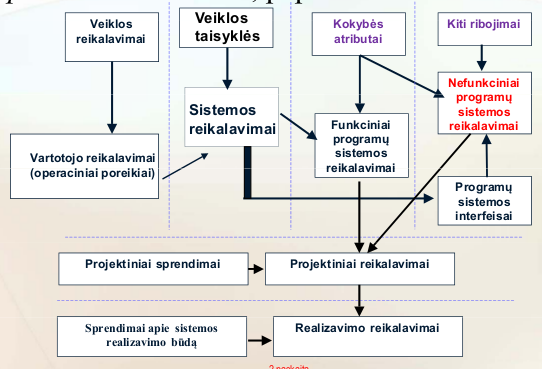 Veiklos
reikalavimai
Veiklos
taisyklės
Kokybės
atributai
Kiti ribojimai
Sistemos
reikalavimai
Nefunkciniai
programų
sistemos
reikalavimai
Funkciniai
programų
sistemos
reikalavimai
Vartotojo reikalavimai
(operaciniai poreikiai)
Programų
sistemos
interfeisai
Projektiniai sprendimai
Projektiniai reikalavimai
Sprendimai apie sistemos
realizavimo būdą
Realizavimo reikalavimai